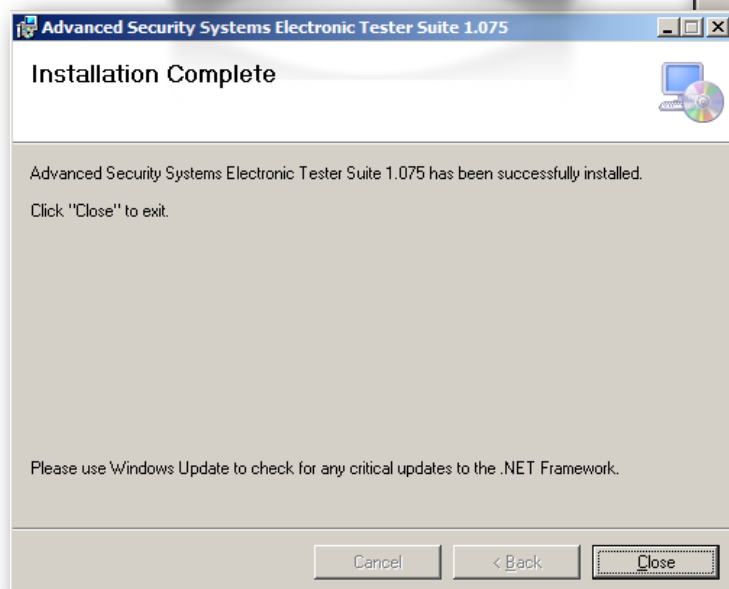 Advanced Security Systems Electronic Tester Suite 1.075
Installation Complete
Advanced Security Systems Electronic Tester Suite 1.075 has been successfully installed.
Click "Close" to exit.
Please use Windows Update to check for any critical updates to the .NET Framework.
Cancel < Back Close